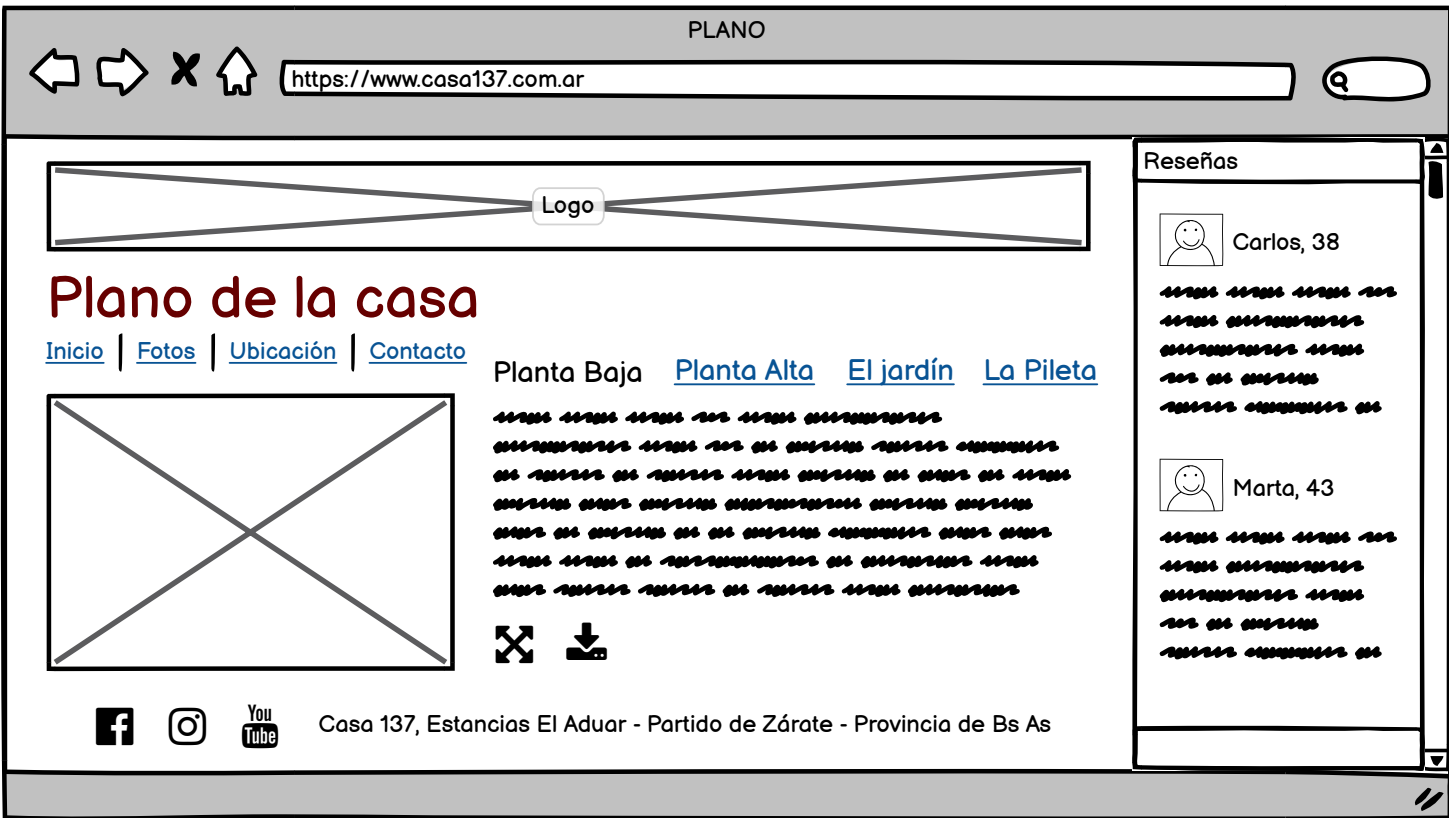 PLANO
https://www.casa137.com.ar
Logo
Plano de la casa
Inicio | Fotos | Ubicación | Contacto
Planta Baja Planta Alta El jardín La Pileta
You
Tube
Casa 137, Estancias El Aduar - Partido de Zárate - Provincia de Bs As
Reseñas
Carlos, 38
Marta, 43